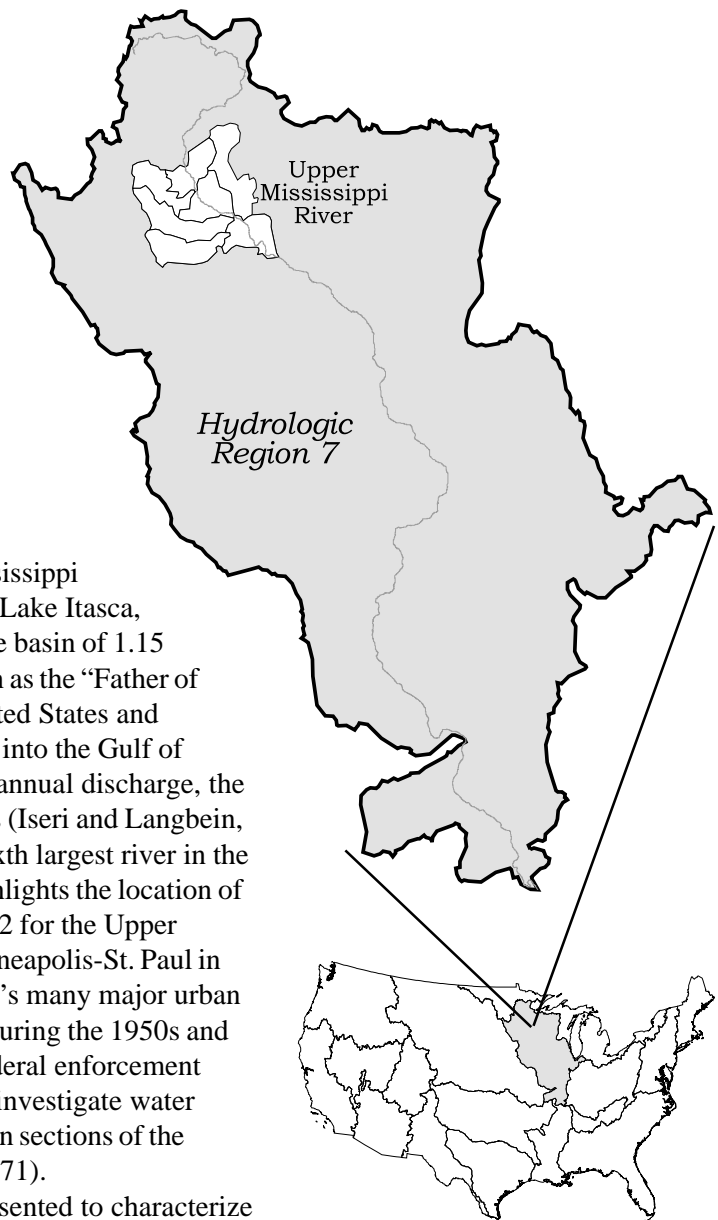 Upper
Mississippi
River
Hydrologic
Region 7
sissippi
Lake Itasca,
e basin of 1.15
n as the “Father of
ted States and
into the Gulf of
annual discharge, the
s (Iseri and Langbein,
xth largest river in the
nlights the location of
2 for the Upper
neapolis-St. Paul in
’s many major urban
uring the 1950s and
deral enforcement
investigate water
n sections of the
71).
sented to characterize